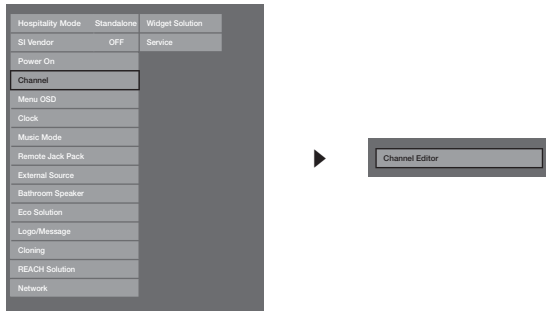 Hospitality Mode Standalone Widget Solution
SI Vendor OFF Service
Power On
Channel
Menu OSD
Clock
Music Mode
Remote Jack Pack
External Source
Bathroom Speaker
Eco Solution
Logo/Message
Cloning
REACH Solution
Network
Channel Editor